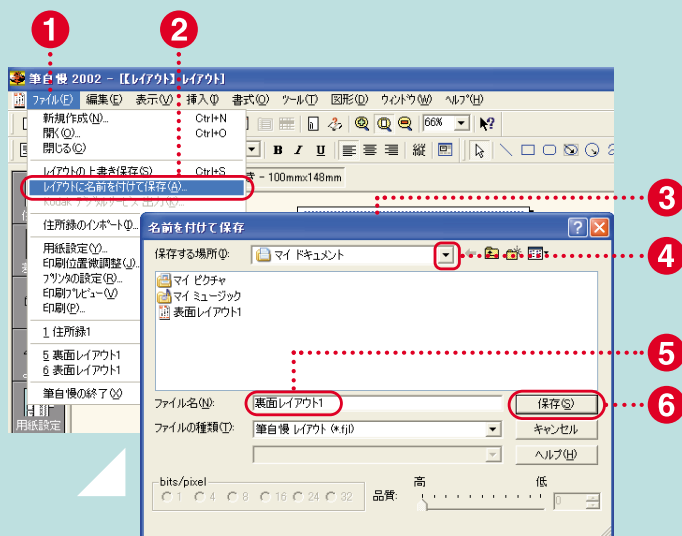 1
2
筆自慢 2002 - [【レイアウト】レイアウト]
ファイル(F) 編集(E) 表示(V) 挿入(I) 書式(O) ツール(T) 図形(D) ウィンドウ(W) ヘルプ(H)
新規作成(N)... Ctrl+N
開く(O)... Ctrl+O
閉じる(C)
66%
B I U 縦
レイアウトの上書き保存(S) Ctrl+S
レイアウトに名前を付けて保存(A)...
き - 100mmx148mm
住所録のインポート(I)...
用紙設定(Y)...
印刷位置微調整(J)...
プリンタの設定(R)...
印刷プレビュー(V)
印刷(P)...
1 住所録1
5 裏面レイアウト1
6 表面レイアウト1
筆自慢の終了(X)
用紙設定
3
名前を付けて保存
保存する場所(I): マイ ドキュメント
4
マイ ピクチャ
マイ ミュージック
表面レイアウト1
5
ファイル名(N): 裏面レイアウト1 保存(S)
6
ファイルの種類(T): 筆自慢 レイアウト (*.fjl) キャンセル
ヘルプ(H)
bits/pixel
1 4 8 16 24 32
品質: 高 低
0